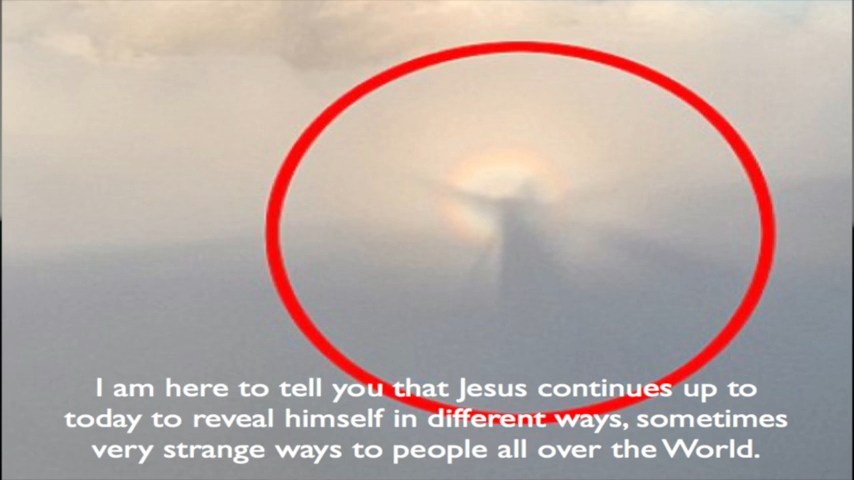 I am here to tell you that Jesus continues up to
today to reveal himself in different ways, sometimes
very strange ways to people all over the World.